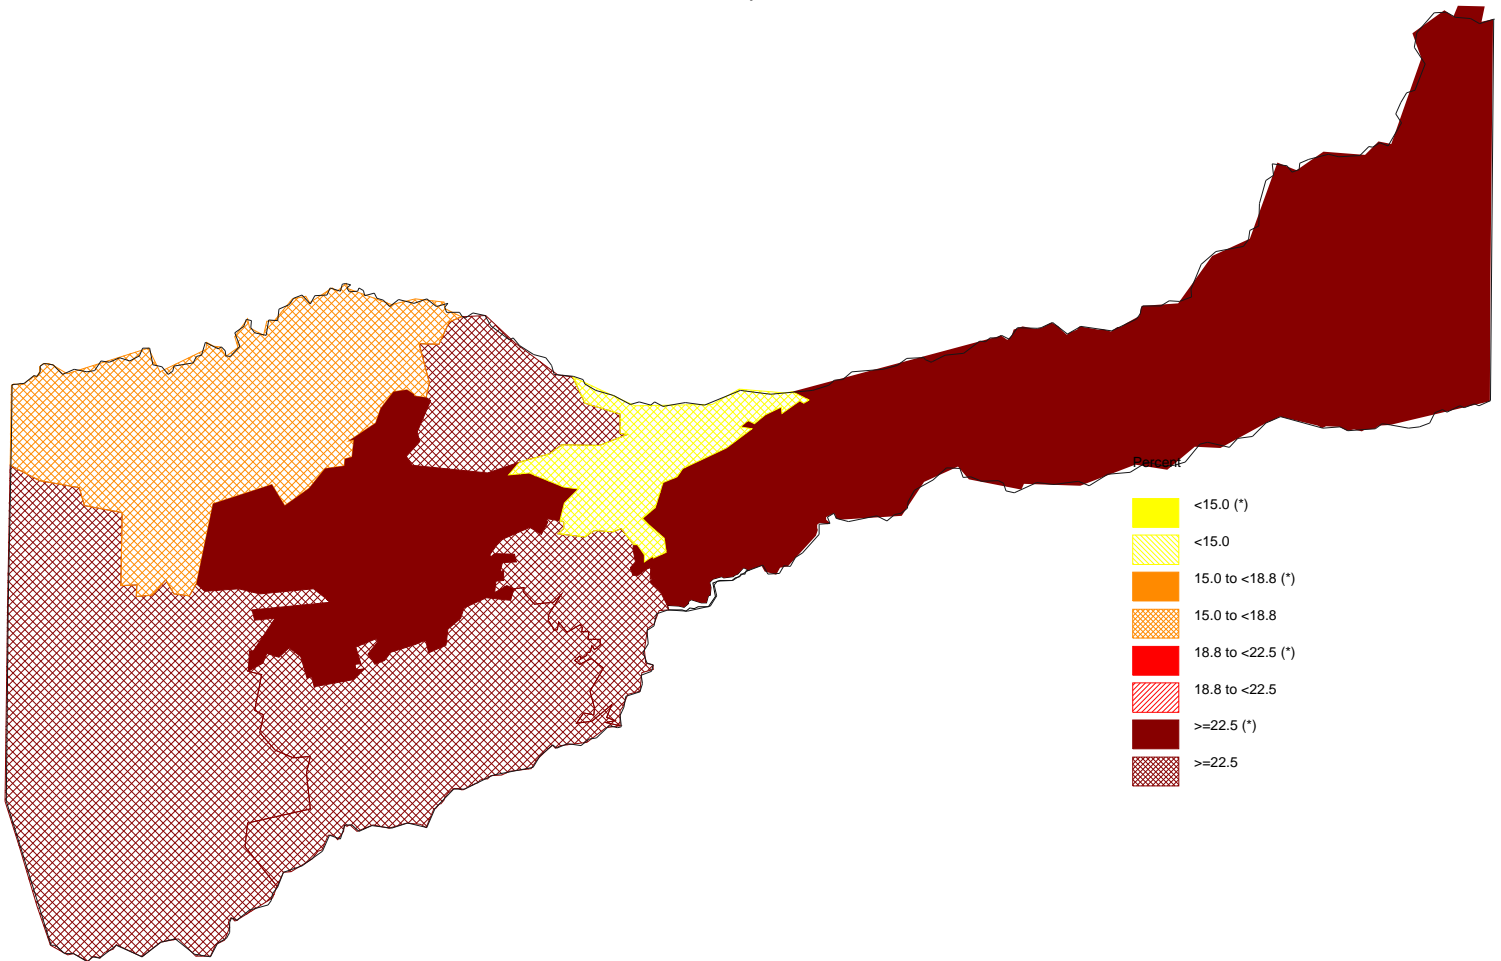 Percent
<15.0 (*)
<15.0
15.0 to <18.8 (*)
15.0 to <18.8
18.8 to <22.5 (*)
18.8 to <22.5
>=22.5 (*)
>=22.5